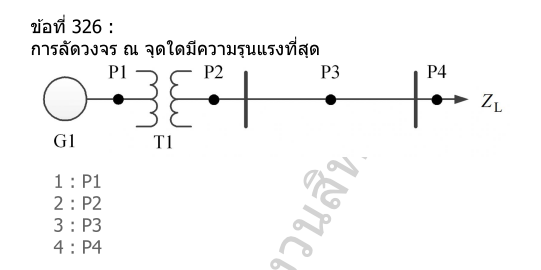 ข้อที่ 326 :
การลัดวงจร ณ จุดใดมีความรุนแรงที่สุด
P1 P2 P3 P4
Z_L
G1 T1
1 : P1
2 : P2
3 : P3
4 : P4